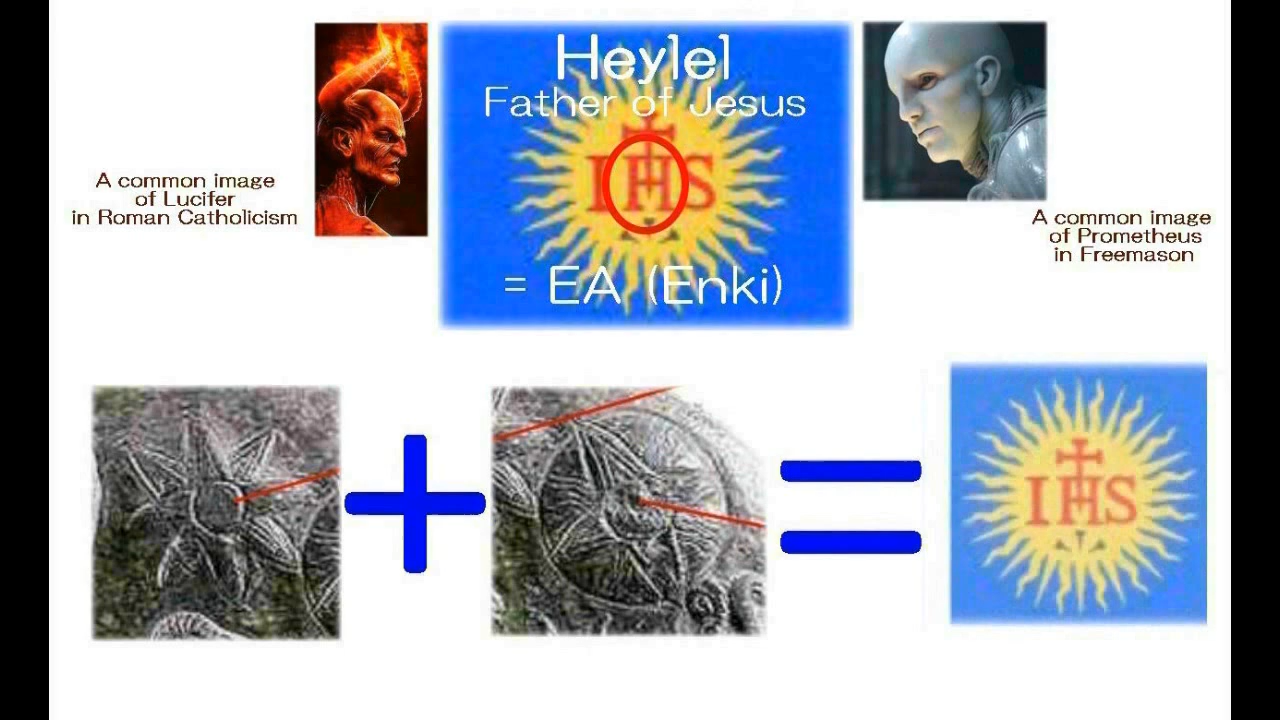 Heylel
Father of Jesus
IHS
= EA (Enki)
A common image
of Lucifer
in Roman Catholicism
A common image
of Prometheus
in Freemason
+
=
IHS